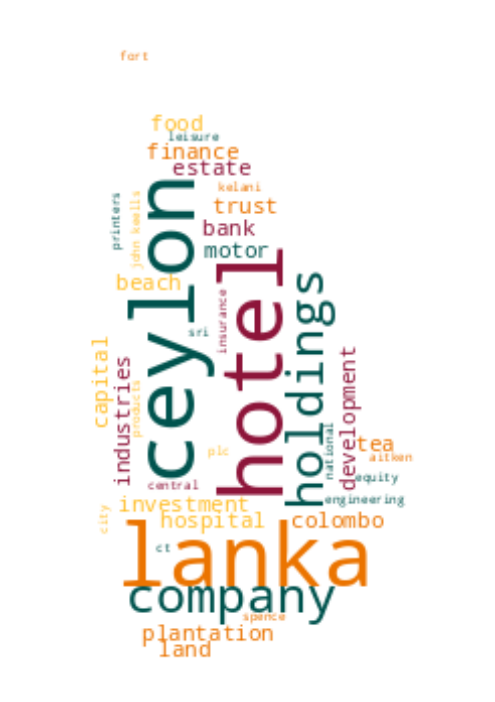 fort
food
leisure
finance
estate
kelani
trust
printers
john keells
ceylon
bank
motor
hotel
beach
holdings
insurance
sri
capital
industries
products
development
national
tea
plc
aitken
equity
central
engineering
investment
city
hospital
colombo
lanka
ct
company
spence
plantation
land